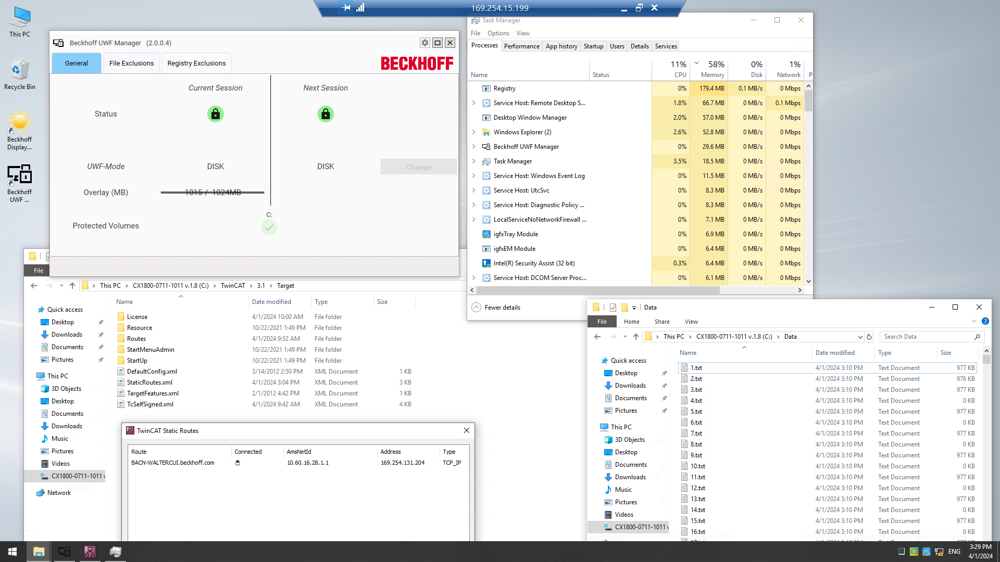 169.254.15.199
This PC
Recycle Bin
Beckhoff
Display...
Beckhoff
UWF ...
Beckhoff UWF Manager (2.0.0.4)
General
File Exclusions
Registry Exclusions
BECKHOFF
Current Session
Next Session
Status
UWF-Mode
DISK
DISK
Change
Overlay (MB)
1015 / 1024MB
C:
Protected Volumes
Task Manager
File Options View
Processes Performance App history Startup Users Details Services
11% 58% 0% 1%
Name Status CPU Memory Disk Network P
Registry 0% 179.4 MB 0.1 MB/s 0 Mbps
Service Host: Remote Desktop S... 1.8% 66.7 MB 0 MB/s 0.1 Mbps
Desktop Window Manager 2.0% 57.0 MB 0 MB/s 0 Mbps
Windows Explorer (2) 2.6% 52.8 MB 0 MB/s 0 Mbps
Beckhoff UWF Manager 0% 29.6 MB 0 MB/s 0 Mbps
Task Manager 3.5% 18.5 MB 0 MB/s 0 Mbps
Service Host: Windows Event Log 0% 11.5 MB 0 MB/s 0 Mbps
Service Host: UtcSvc 0% 8.3 MB 0 MB/s 0 Mbps
Service Host: Diagnostic Policy ... 0% 8.3 MB 0 MB/s 0 Mbps
LocalServiceNoNetworkFirewall ... 0% 7.1 MB 0 MB/s 0 Mbps
igfxTray Module 0% 6.9 MB 0 MB/s 0 Mbps
igfxEM Module 0% 6.4 MB 0 MB/s 0 Mbps
Intel(R) Security Assist (32 bit) 0.3% 6.4 MB 0 MB/s 0 Mbps
Service Host: DCOM Server Proc... 0% 6.1 MB 0 MB/s 0 Mbps
Fewer details
File
This PC > CX1800-0711-1011 v.1.8 (C:) > TwinCAT > 3.1 > Target
Quick access
Desktop
Downloads
Documents
Pictures
This PC
3D Objects
Desktop
Documents
Downloads
Music
Pictures
Videos
CX1800-0711-1011 v
Network
Name Date modified Type Size
License 4/1/2024 10:00 AM File folder
Resource 10/22/2021 1:49 PM File folder
Routes 4/1/2024 9:52 AM File folder
StartMenuAdmin 10/22/2021 1:49 PM File folder
StartUp 10/22/2021 1:49 PM File folder
DefaultConfig.xml 3/14/2012 2:50 PM XML Document 1 KB
StaticRoutes.xml 4/1/2024 3:04 PM XML Document 3 KB
TargetFeatures.xml 2/1/2012 4:42 PM XML Document 1 KB
TcSelfSigned.xml 4/1/2024 9:42 AM XML Document 4 KB
TwinCAT Static Routes
Route Connected AmsNetId Address Type
BACN-WALTERCUI.beckhoff.com 10.60.16.28.1.1 169.254.131.204 TCP_IP
Data
File Home Share View
This PC > CX1800-0711-1011 v.1.8 (C:) > Data
Search Data
Quick access
Desktop
Downloads
Documents
Pictures
This PC
3D Objects
Desktop
Documents
Downloads
Music
Pictures
Videos
CX1800-0711-1011 v
Name Date modified Type Size
1.txt 4/1/2024 3:10 PM Text Document 977 KB
2.txt 4/1/2024 3:10 PM Text Document 976 KB
3.txt 4/1/2024 3:10 PM Text Document 977 KB
4.txt 4/1/2024 3:10 PM Text Document 0 KB
5.txt 4/1/2024 3:10 PM Text Document 977 KB
6.txt 4/1/2024 3:10 PM Text Document 0 KB
7.txt 4/1/2024 3:10 PM Text Document 977 KB
8.txt 4/1/2024 3:10 PM Text Document 0 KB
9.txt 4/1/2024 3:10 PM Text Document 977 KB
10.txt 4/1/2024 3:10 PM Text Document 0 KB
11.txt 4/1/2024 3:10 PM Text Document 977 KB
12.txt 4/1/2024 3:10 PM Text Document 0 KB
13.txt 4/1/2024 3:10 PM Text Document 977 KB
14.txt 4/1/2024 3:10 PM Text Document 0 KB
15.txt 4/1/2024 3:10 PM Text Document 977 KB
16.txt 4/1/2024 3:10 PM Text Document 0 KB
ENG
3:29 PM
4/1/2024